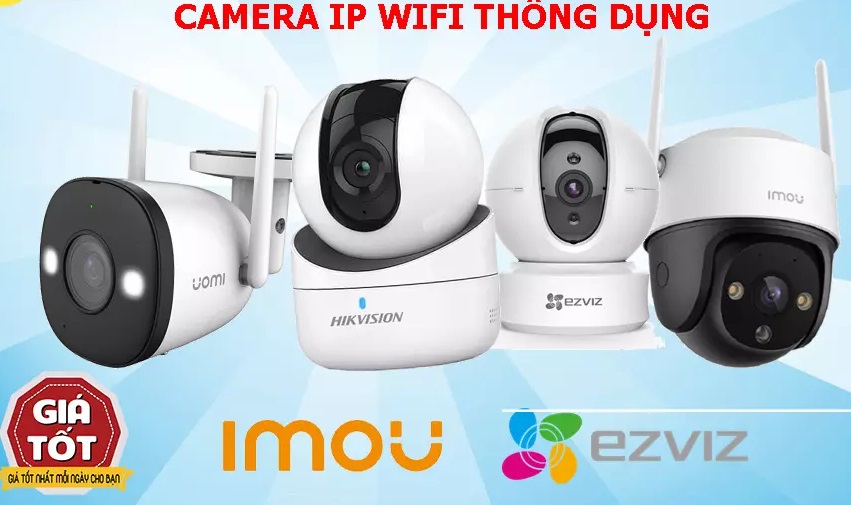 CAMERA IP WIFI THÔNG DỤNG
imou
uomi
HIKVISION
ezviz
GIÁ
TỐT
GIÁ TỐT NHẤT MỖI NGÀY CHO BẠN
imou
ezviz